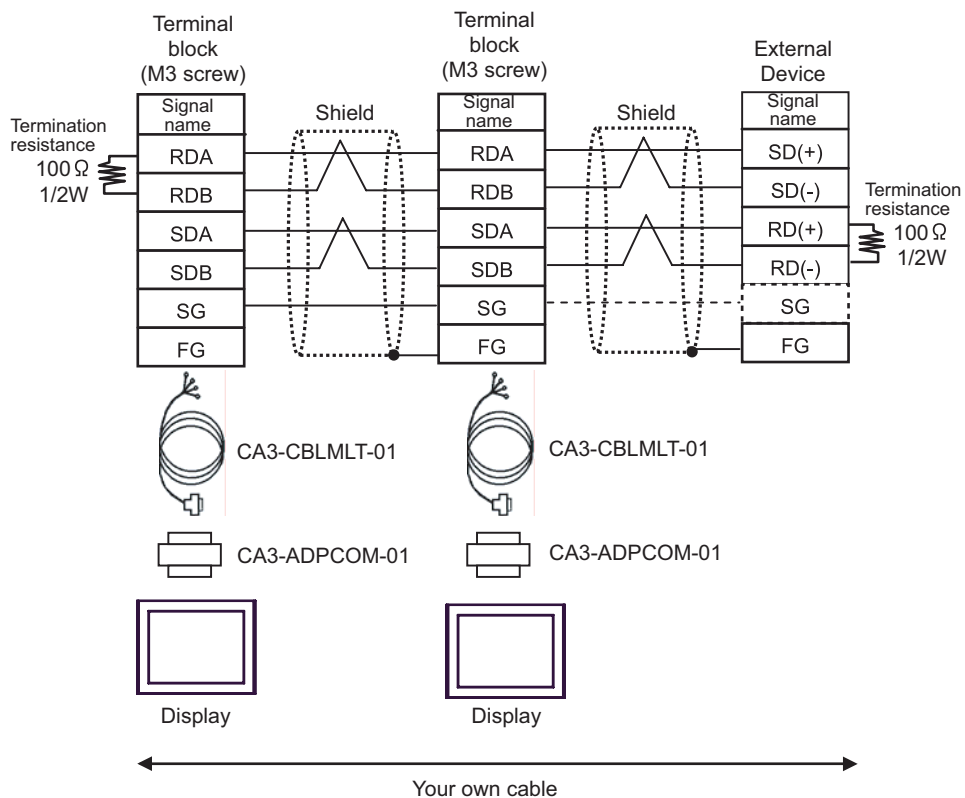 Terminal
block
(M3 screw)
Terminal
block
(M3 screw)
External
Device
Termination
resistance
100 Ω
1/2W
Signal
name
RDA
RDB
SDA
SDB
SG
FG
Shield
Signal
name
RDA
RDB
SDA
SDB
SG
FG
Shield
Signal
name
SD(+)
SD(-)
RD(+)
RD(-)
SG
FG
Termination
resistance
100 Ω
1/2W
CA3-CBLMLT-01
CA3-CBLMLT-01
CA3-ADPCOM-01
CA3-ADPCOM-01
Display
Display
Your own cable